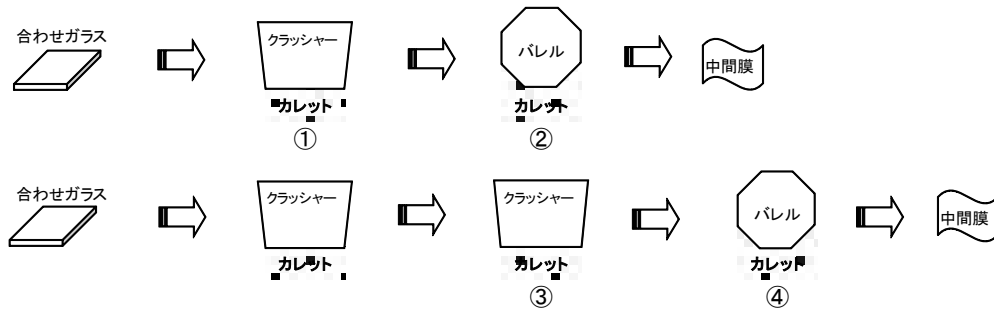 合わせガラス
クラッシャー
バレル
中間膜
カレット
カレット
①
②
合わせガラス
クラッシャー
クラッシャー
バレル
中間膜
カレット
カレット
カレット
③
④